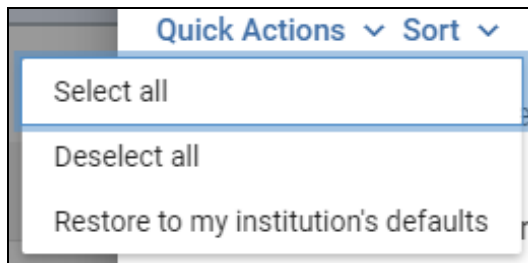 Quick Actions Sort
Select all
Deselect all
Restore to my institution's defaults